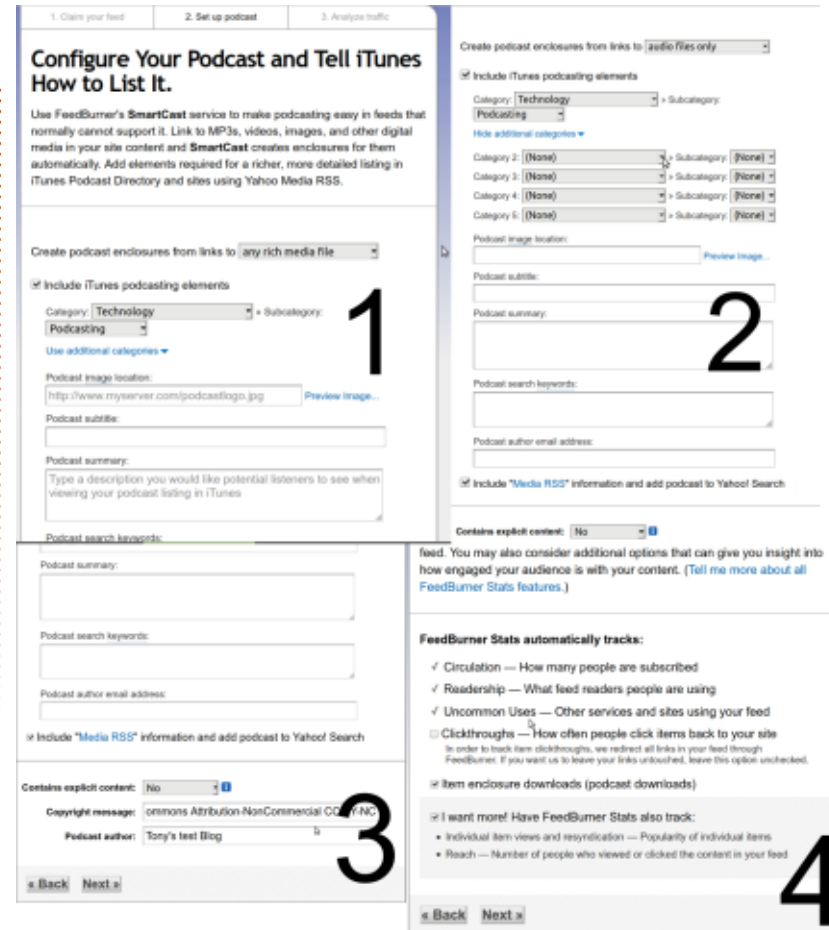 1. Claim your feed
2. Set up podcast
3. Analyze traffic
Configure Your Podcast and Tell iTunes
How to List It.
Use FeedBurner's SmartCast service to make podcasting easy in feeds that
normally cannot support it. Link to MP3s, videos, images, and other digital
media in your site content and SmartCast creates enclosures for them
automatically. Add elements required for a richer, more detailed listing in
iTunes Podcast Directory and sites using Yahoo Media RSS.
Create podcast enclosures from links to any rich media file
Include iTunes podcasting elements
Category: Technology » Subcategory:
Podcasting
Use additional categories
Podcast image location:
http://www.myserver.com/podcastlogo.jpg Preview Image...
Podcast subtitle:
Podcast summary:
Type a description you would like potential listeners to see when
viewing your podcast listing in iTunes
Podcast search keywords:
1
Create podcast enclosures from links to audio files only
Include iTunes podcasting elements
Category: Technology » Subcategory:
Podcasting
Hide additional categories
Category 2: (None) » Subcategory: (None)
Category 3: (None) » Subcategory: (None)
Category 4: (None) » Subcategory: (None)
Category 5: (None) » Subcategory: (None)
Podcast image location:
Preview Image...
Podcast subtitle:
Podcast summary:
Podcast search keywords:
Podcast author email address:
Include "Media RSS" information and add podcast to Yahoo! Search
Contains explicit content: No
2
Podcast summary:
Podcast search keywords:
Podcast author email address:
Include "Media RSS" information and add podcast to Yahoo! Search
Contains explicit content: No
Copyright message: ommons Attribution-NonCommercial
Podcast author: Tony's test Blog
« Back Next »
3
feed. You may also consider additional options that can give you insight into
how engaged your audience is with your content. (Tell me more about all
FeedBurner Stats features.)
FeedBurner Stats automatically tracks:
√ Circulation — How many people are subscribed
√ Readership — What feed readers people are using
√ Uncommon Uses — Other services and sites using your feed
Clickthroughs — How often people click items back to your site
In order to track item clickthroughs, we redirect all links in your feed through
FeedBurner. If you want us to leave your links untouched, leave this option unchecked.
Item enclosure downloads (podcast downloads)
I want more! Have FeedBurner Stats also track:
• Individual item views and resyndication — Popularity of individual items
• Reach — Number of people who viewed or clicked the content in your feed
« Back Next »
4